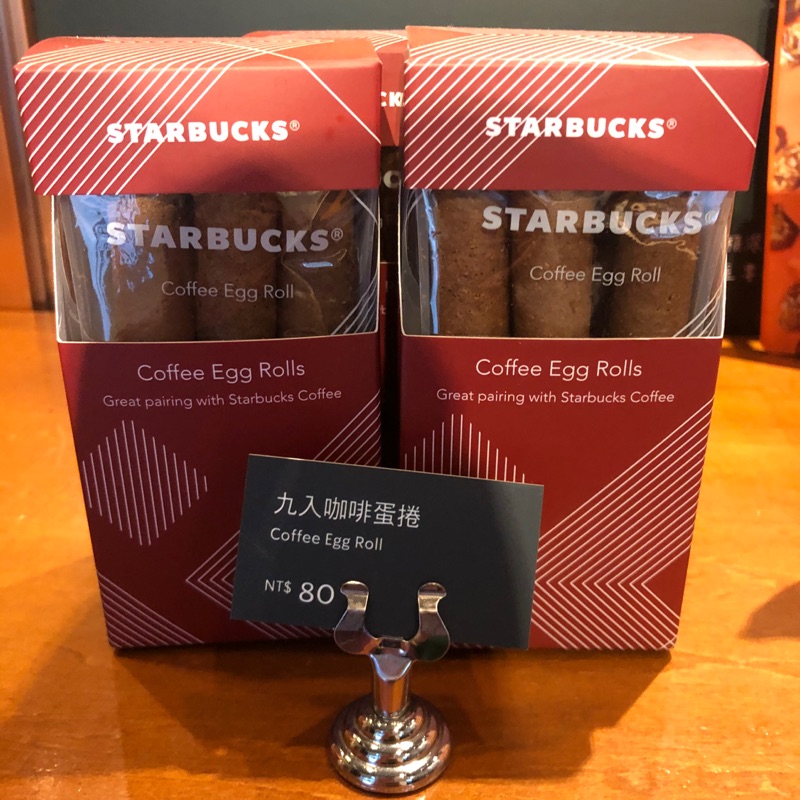 STARBUCKS®
STARBUCKS®
Coffee Egg Roll
Coffee Egg Rolls
Great pairing with Starbucks Coffee
STARBUCKS®
STARBUCKS®
Coffee Egg Roll
Coffee Egg Rolls
Great pairing with Starbucks Coffee
九入咖啡蛋捲
Coffee Egg Roll
NT$ 80